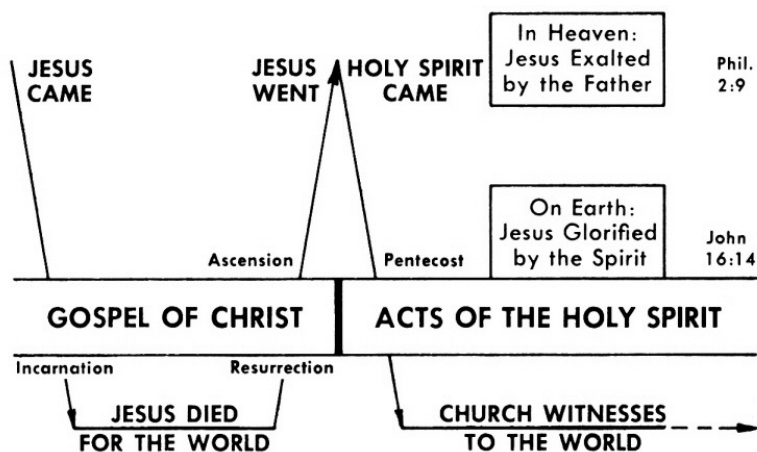 JESUS
CAME
JESUS
WENT
HOLY SPIRIT
CAME
In Heaven:
Jesus Exalted
by the Father
Phil.
2:9
On Earth:
Jesus Glorified
by the Spirit
John
16:14
Ascension
Pentecost
GOSPEL OF CHRIST
ACTS OF THE HOLY SPIRIT
Incarnation
Resurrection
JESUS DIED
FOR THE WORLD
CHURCH WITNESSES
TO THE WORLD